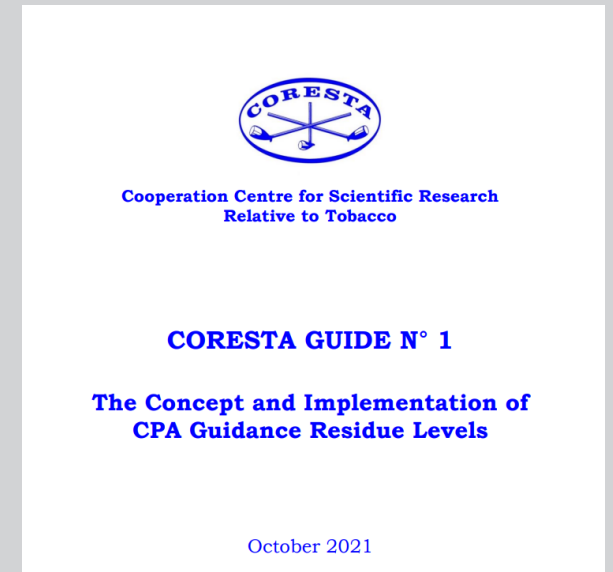 CORESTA
Cooperation Centre for Scientific Research
Relative to Tobacco
CORESTA GUIDE N° 1
The Concept and Implementation of
CPA Guidance Residue Levels
October 2021